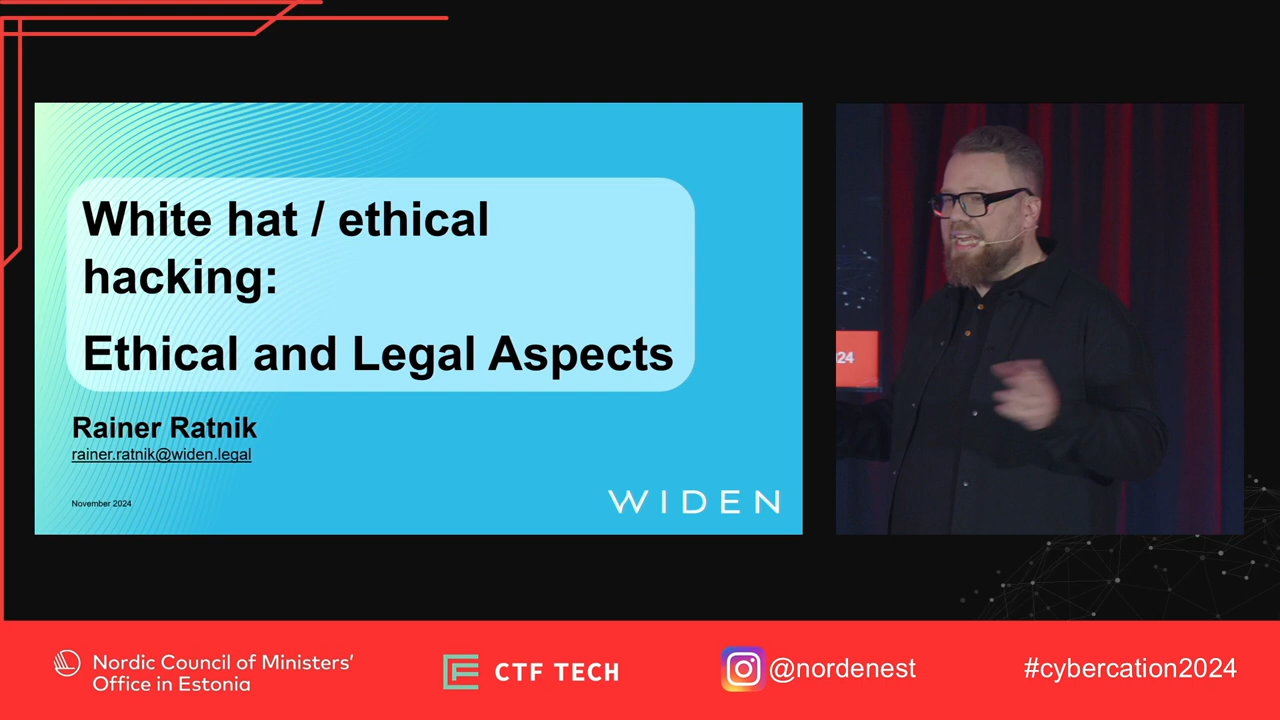 White hat / ethical
hacking:
Ethical and Legal Aspects
Rainer Ratnik
rainer.ratnik@widen.legal
November 2024
WIDEN
24
Nordic Council of Ministers'
Office in Estonia
CTF TECH
@nordenest
#cybercation2024